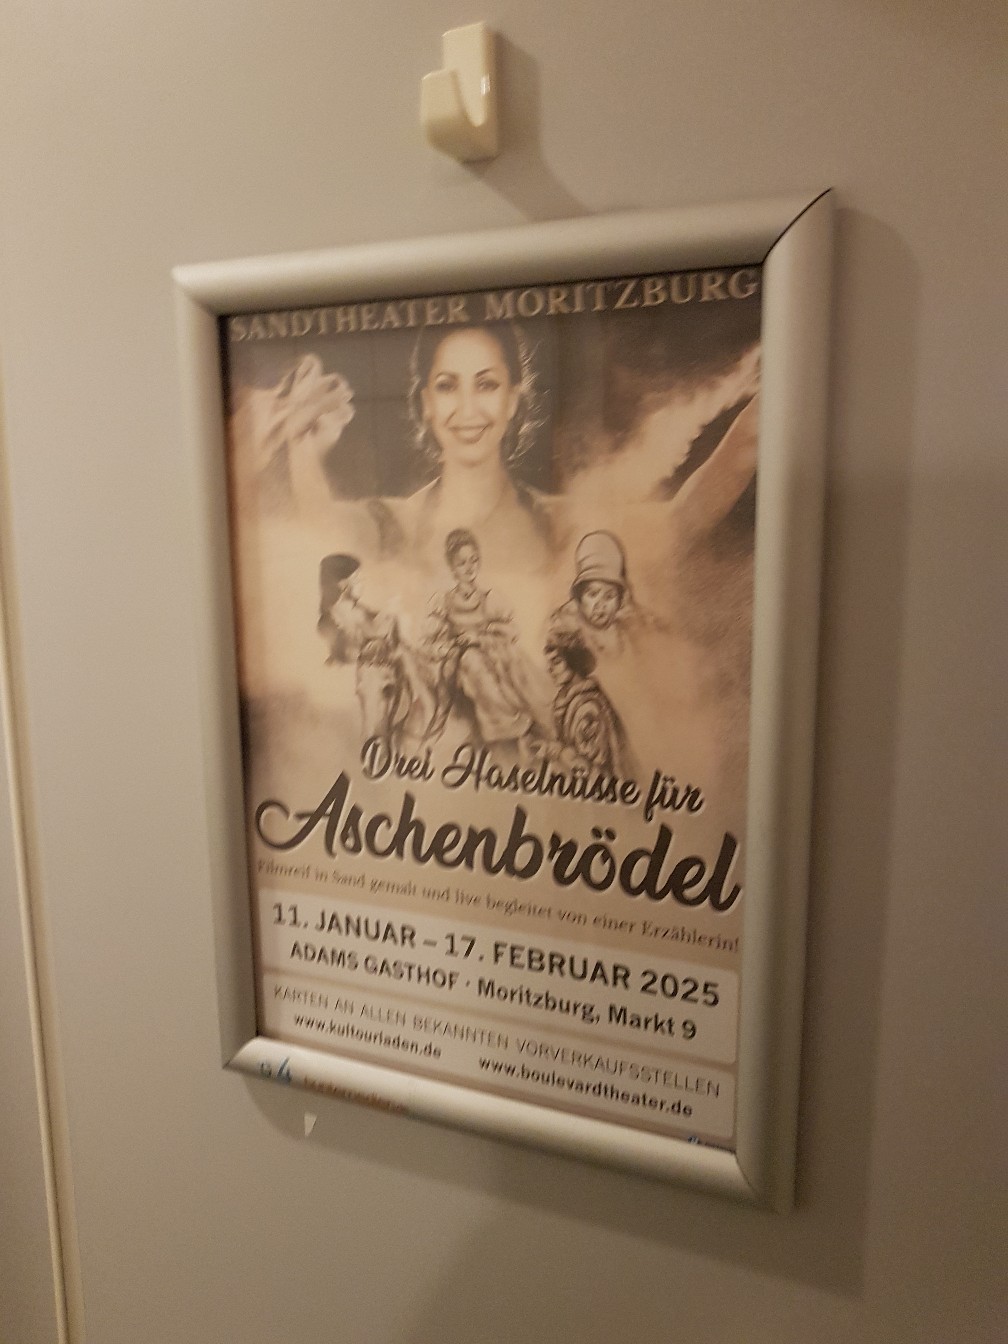 SANDTHEATER MORITZBURG
Drei Haselnüsse für
Aschenbrödel
Filmreif in Sand gemalt und live begleitet von einer Erzählerin!
11. JANUAR – 17. FEBRUAR 2025
ADAMS GASTHOF · Moritzburg, Markt 9
KARTEN AN ALLEN BEKANNTEN VORVERKAUFSSTELLEN
www.kultourladen.de www.boulevardtheater.de
4